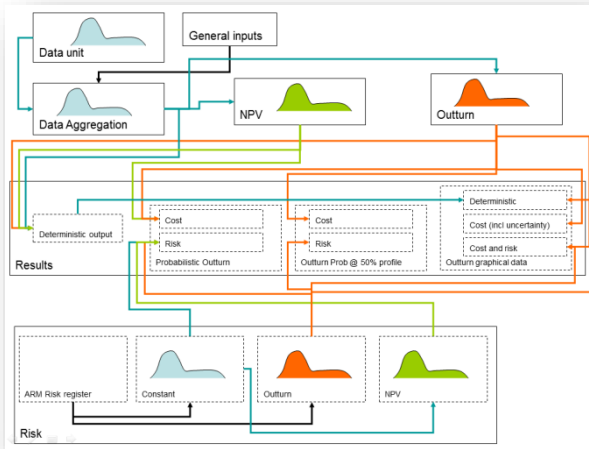 General inputs
Data unit
Data Aggregation
NPV
Outturn
Deterministic output
Cost
Risk
Probabilistic Outturn
Cost
Risk
Outturn Prob @ 50% profile
Deterministic
Cost (incl uncertainty)
Cost and risk
Outturn graphical data
Results
ARM Risk register
Constant
Outturn
NPV
Risk